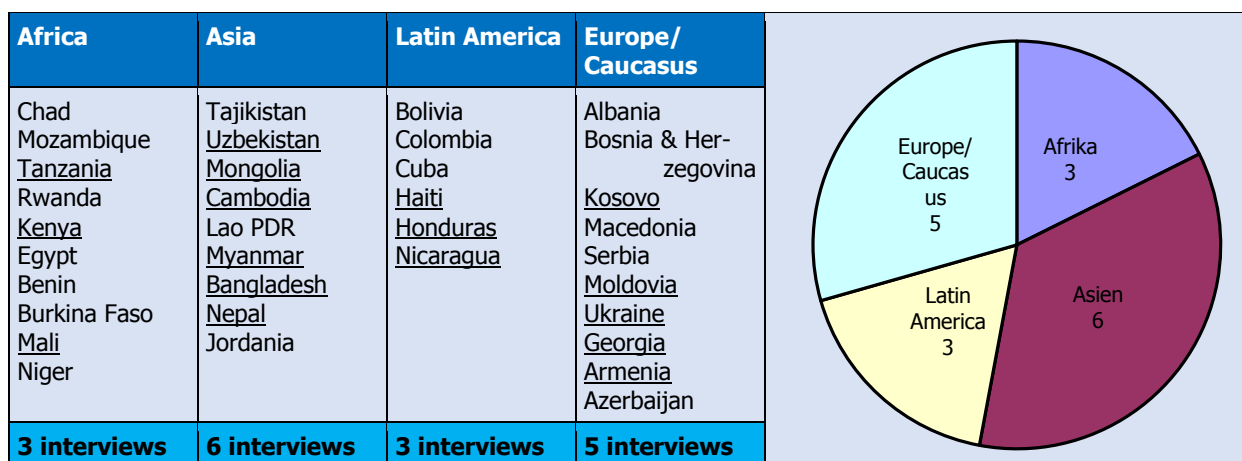 Africa
Asia
Latin America
Europe/
Caucasus
Chad
Mozambique
Tanzania
Rwanda
Kenya
Egypt
Benin
Burkina Faso
Mali
Niger
Tajikistan
Uzbekistan
Mongolia
Cambodia
Lao PDR
Myanmar
Bangladesh
Nepal
Jordania
Bolivia
Colombia
Cuba
Haiti
Honduras
Nicaragua
Albania
Bosnia & Her-
zegovina
Kosovo
Macedonia
Serbia
Moldovia
Ukraine
Georgia
Armenia
Azerbaijan
3 interviews
6 interviews
3 interviews
5 interviews
Europe/
Caucas
us
5
Afrika
3
Latin
America
3
Asien
6